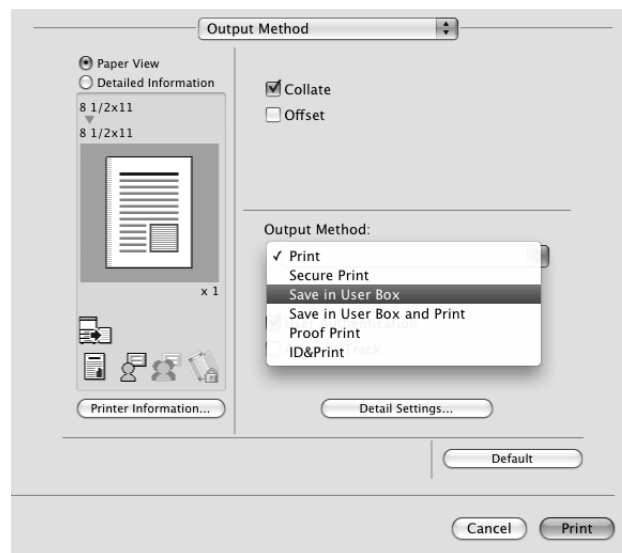 Output Method
Paper View
Detailed Information
8 1/2x11
8 1/2x11
x 1
Printer Information...
Collate
Offset
Output Method:
✓ Print
Secure Print
Save in User Box
Save in User Box and Print
Proof Print
ID&Print
Detail Settings...
Default
Cancel
Print